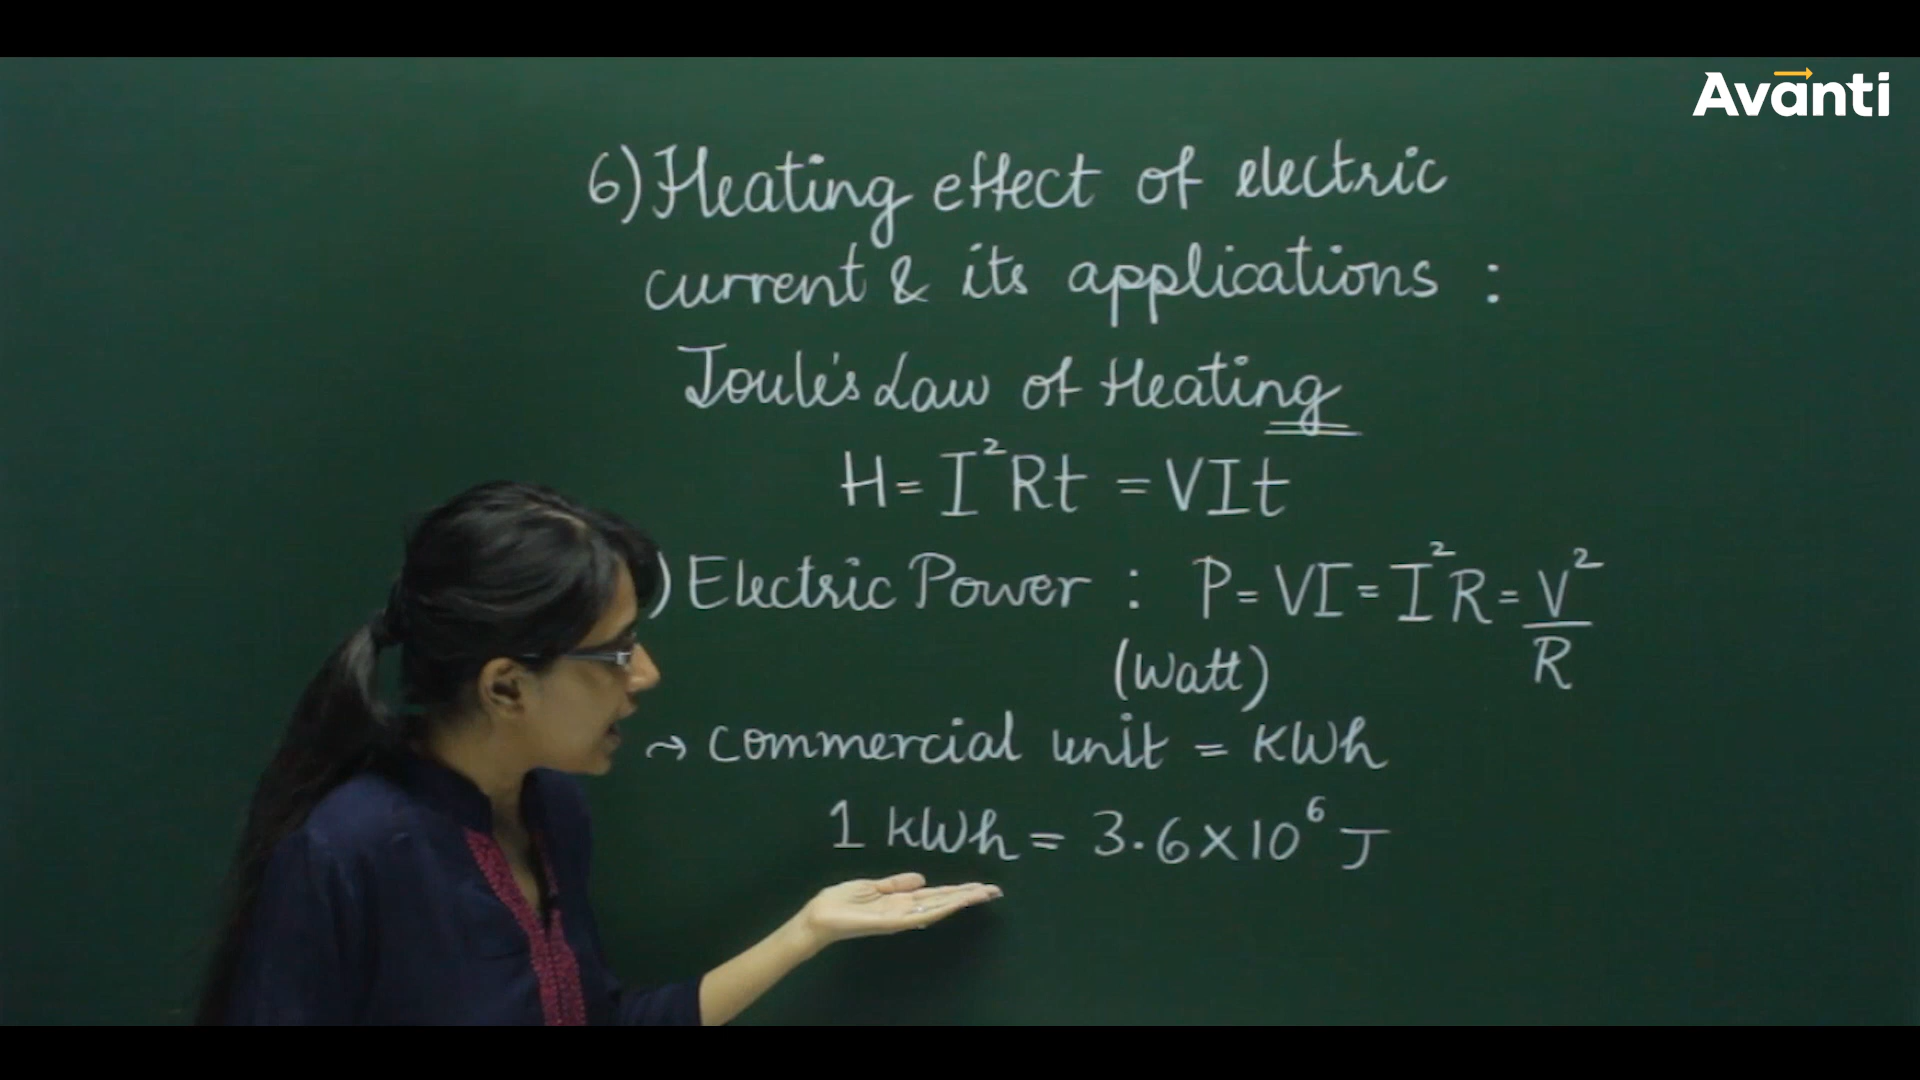 Avanti
6) Heating effect of electric
current & its applications :
Joule's Law of Heating
H = I²Rt = VIt
) Electric Power : P = VI = I²R = V²/R
(Watt)
→ commercial unit = KWh
1 kWh = 3.6 × 10⁶ J